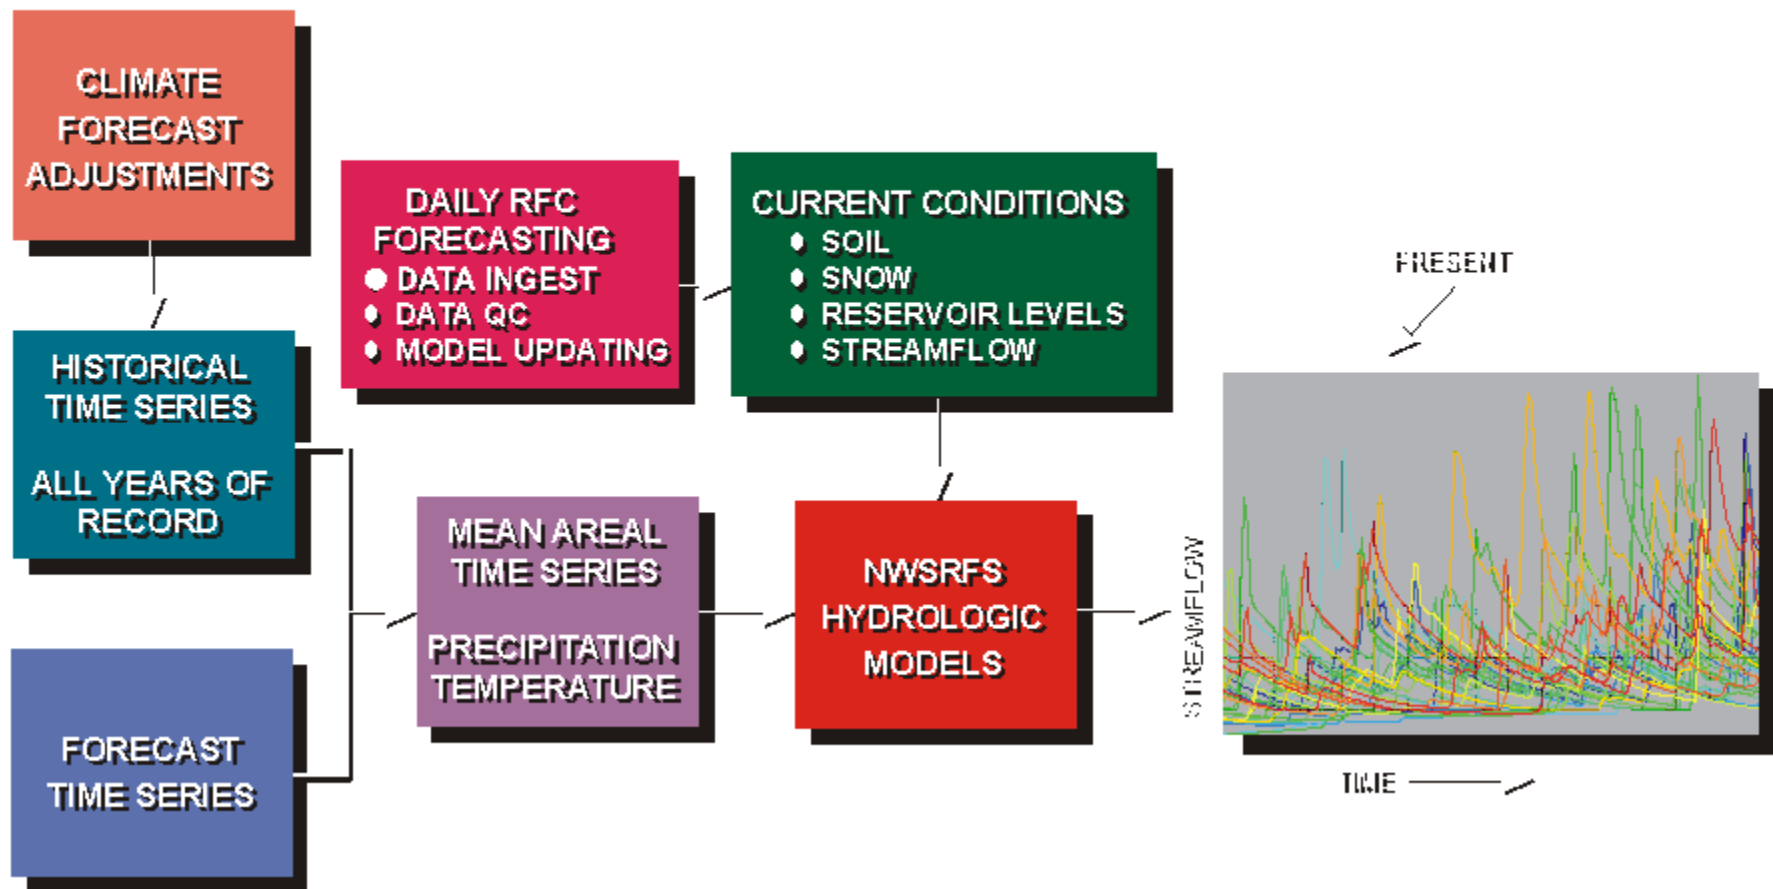 CLIMATE
FORECAST
ADJUSTMENTS
DAILY RFC
FORECASTING
● DATA INGEST
● DATA QC
● MODEL UPDATING
CURRENT CONDITIONS
● SOIL
● SNOW
● RESERVOIR LEVELS
● STREAMFLOW
PRESENT
HISTORICAL
TIME SERIES
ALL YEARS OF
RECORD
MEAN AREAL
TIME SERIES
PRECIPITATION
TEMPERATURE
NWSRFS
HYDROLOGIC
MODELS
STREAMFLOW
TIME
FORECAST
TIME SERIES